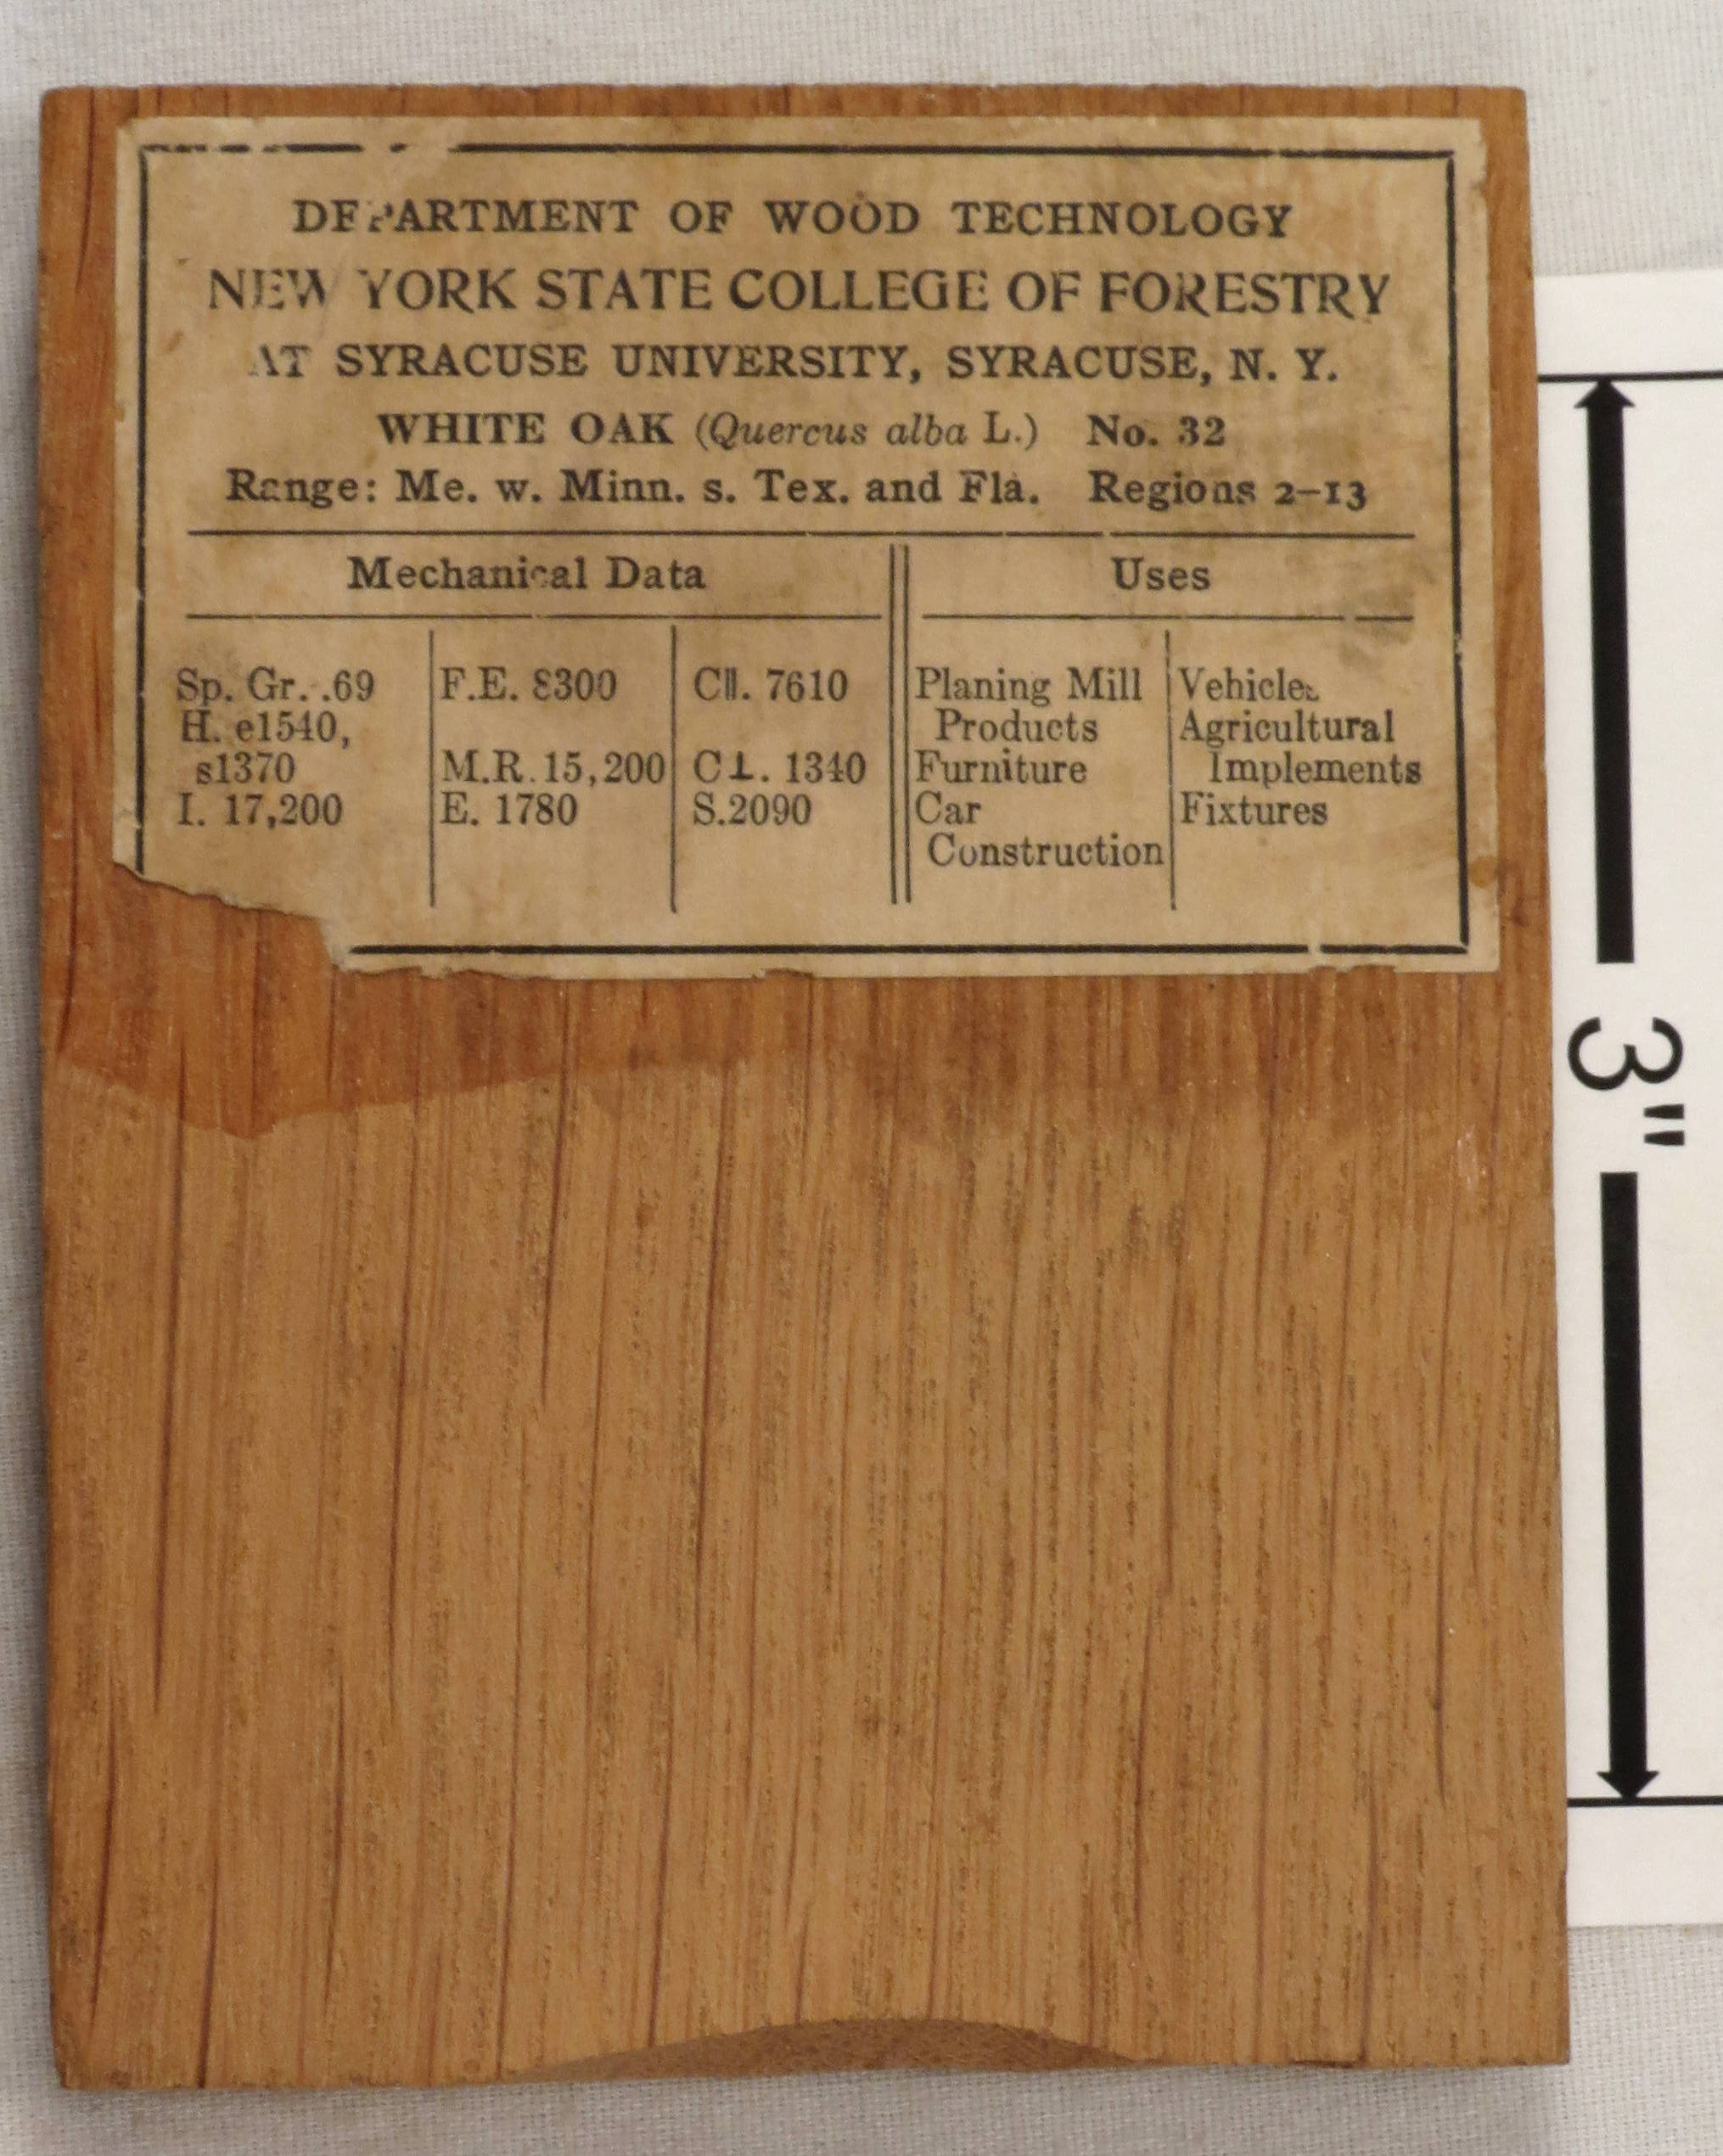 DEPARTMENT OF WOOD TECHNOLOGY
NEW YORK STATE COLLEGE OF FORESTRY
AT SYRACUSE UNIVERSITY, SYRACUSE, N. Y.
WHITE OAK (Quercus alba L.) No. 32
Range: Me. w. Minn. s. Tex. and Fla. Regions 2–13
Mechanical Data
Sp. Gr. .69
H. e1540,
s1370
I. 17,200
F.E. 8300
M.R. 15,200
E. 1780
C∥. 7610
C⊥. 1340
S.2090
Uses
Planing Mill
Products
Furniture
Car
Construction
Vehicles
Agricultural
Implements
Fixtures
3"